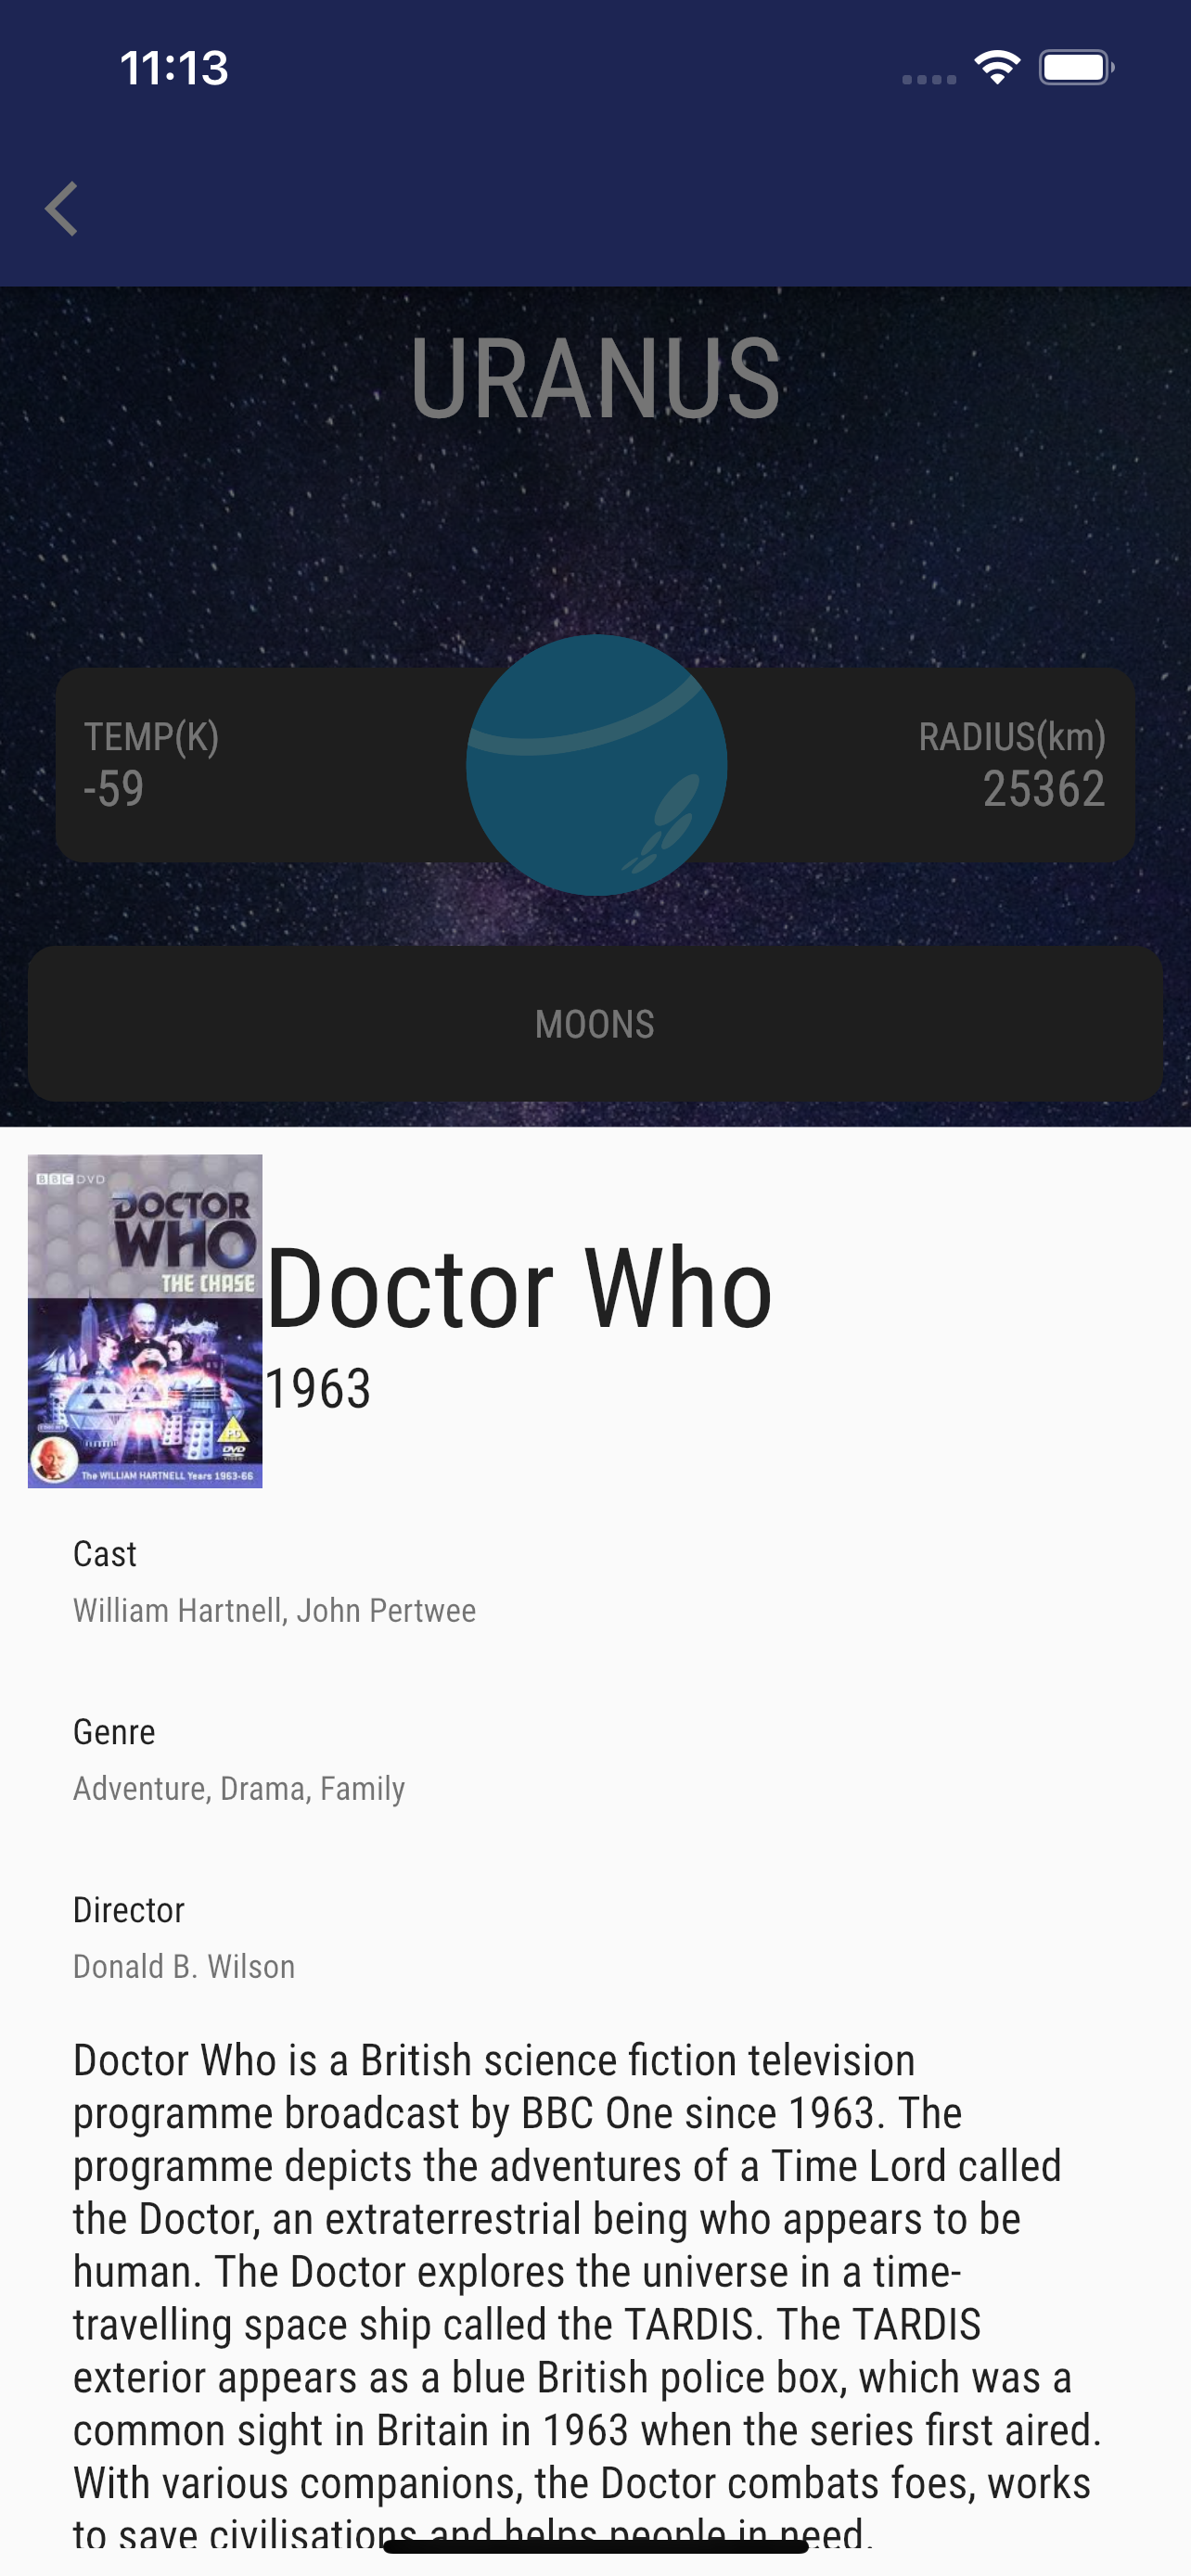 11:13
URANUS
TEMP(K)
-59
RADIUS(km)
25362
MOONS
BBC DVD
DOCTOR
WHO
THE CHASE
PG
DVD
The WILLIAM HARTNELL Years 1963-66
Doctor Who
1963
Cast
William Hartnell, John Pertwee
Genre
Adventure, Drama, Family
Director
Donald B. Wilson
Doctor Who is a British science fiction television
programme broadcast by BBC One since 1963. The
programme depicts the adventures of a Time Lord called
the Doctor, an extraterrestrial being who appears to be
human. The Doctor explores the universe in a time-
travelling space ship called the TARDIS. The TARDIS
exterior appears as a blue British police box, which was a
common sight in Britain in 1963 when the series first aired.
With various companions, the Doctor combats foes, works
to save civilisations and helps people in need.